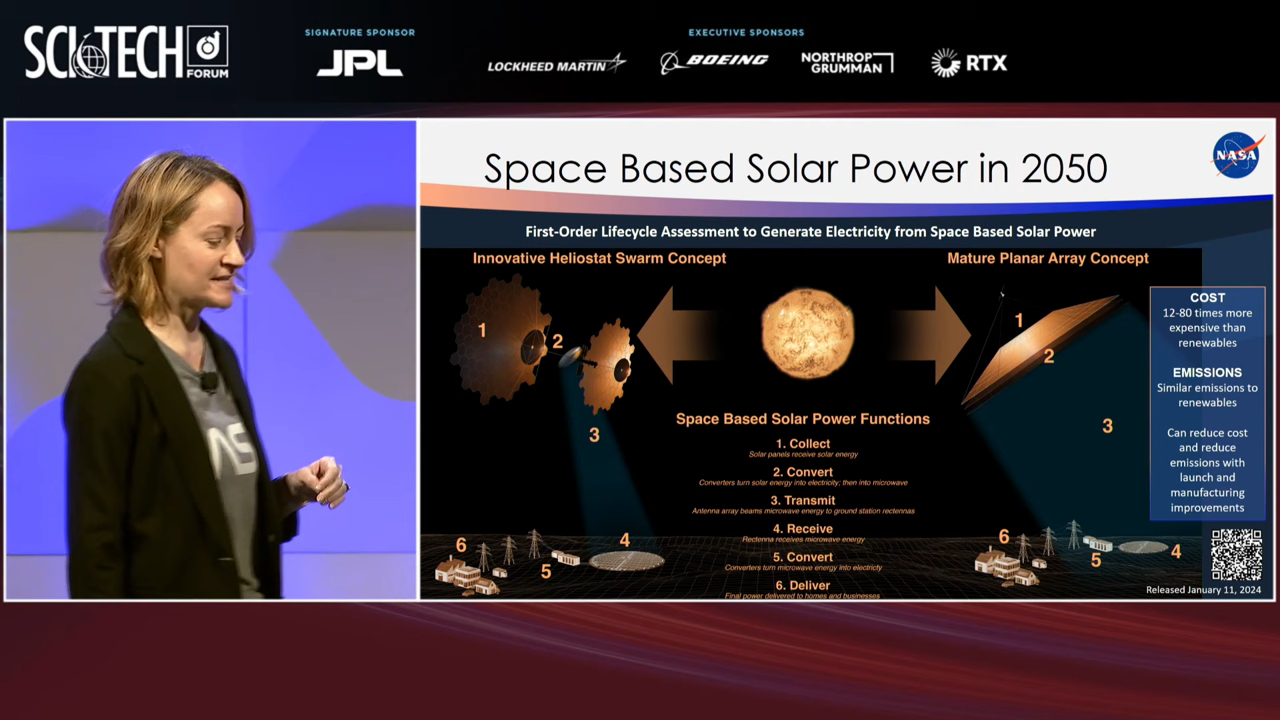 SCITECH
FORUM
SIGNATURE SPONSOR
JPL
EXECUTIVE SPONSORS
LOCKHEED MARTIN
BOEING
NORTHROP
GRUMMAN
RTX
Space Based Solar Power in 2050
NASA
First-Order Lifecycle Assessment to Generate Electricity from Space Based Solar Power
Innovative Heliostat Swarm Concept
1
2
3
4
5
6
Space Based Solar Power Functions
1. Collect
Solar panels receive solar energy
2. Convert
Converters turn solar energy into electricity; then into microwave
3. Transmit
Antenna array beams microwave energy to ground station rectennas
4. Receive
Rectenna receives microwave energy
5. Convert
Converters turn microwave energy into electricty
6. Deliver
Final power delivered to homes and businesses
Mature Planar Array Concept
1
2
3
4
5
6
COST
12-80 times more
expensive than
renewables
EMISSIONS
Similar emissions to
renewables
Can reduce cost
and reduce
emissions with
launch and
manufacturing
improvements
Released January 11, 2024